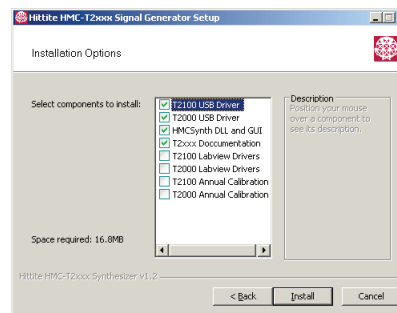 Hittite HMC-T2xxx Signal Generator Setup
Installation Options
Select components to install:
T2100 USB Driver
T2000 USB Driver
HMCSynth DLL and GUI
T2xxx Doccumentation
T2100 Labview Drivers
T2000 Labview Drivers
T2100 Annual Calibration
T2000 Annual Calibration
Description
Position your mouse
over a component to
see its description.
Space required: 16.8MB
Hittite HMC-T2xxx Synthesizer v1.2
< Back
Install
Cancel